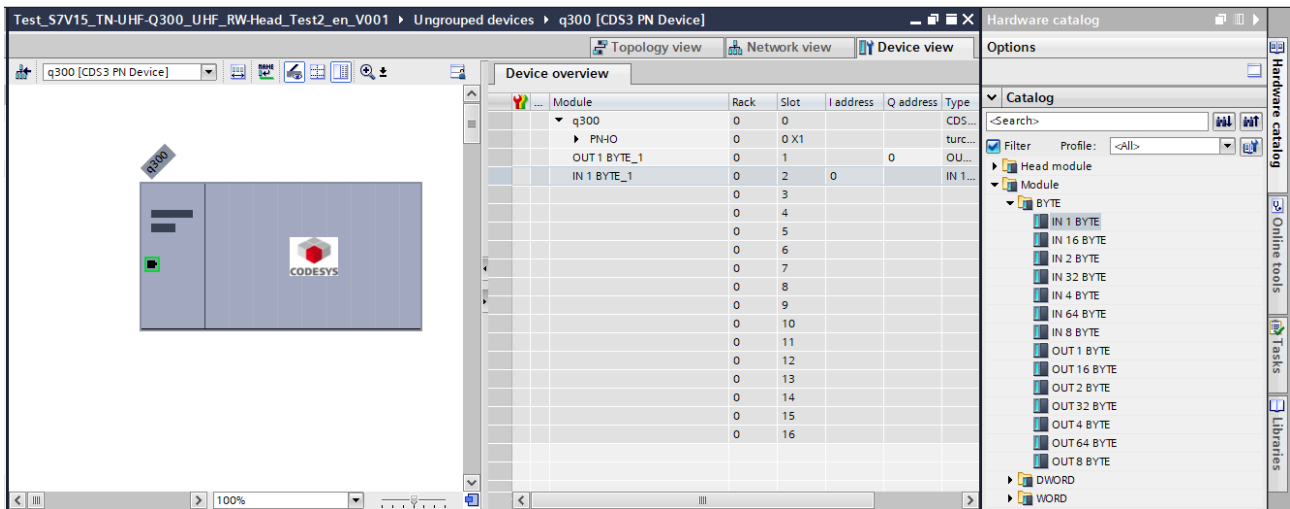 Test_S7V15_TN-UHF-Q300_UHF_RW-Head_Test2_en_V001 ▸ Ungrouped devices ▸ q300 [CDS3 PN Device]
Topology view Network view Device view
q300 [CDS3 PN Device]
100%
q300
CODESYS
Device overview
... Module Rack Slot I address Q address Type
q300 0 0 CDS...
PN-IO 0 0 X1 turc...
OUT 1 BYTE_1 0 1 0 OU...
IN 1 BYTE_1 0 2 0 IN 1...
0 3
0 4
0 5
0 6
0 7
0 8
0 9
0 10
0 11
0 12
0 13
0 14
0 15
0 16
Hardware catalog
Options
Catalog
<Search>
Filter Profile: <All>
Head module
Module
BYTE
IN 1 BYTE
IN 16 BYTE
IN 2 BYTE
IN 32 BYTE
IN 4 BYTE
IN 64 BYTE
IN 8 BYTE
OUT 1 BYTE
OUT 16 BYTE
OUT 2 BYTE
OUT 32 BYTE
OUT 4 BYTE
OUT 64 BYTE
OUT 8 BYTE
DWORD
WORD
Hardware catalog
Online tools
Tasks
Libraries